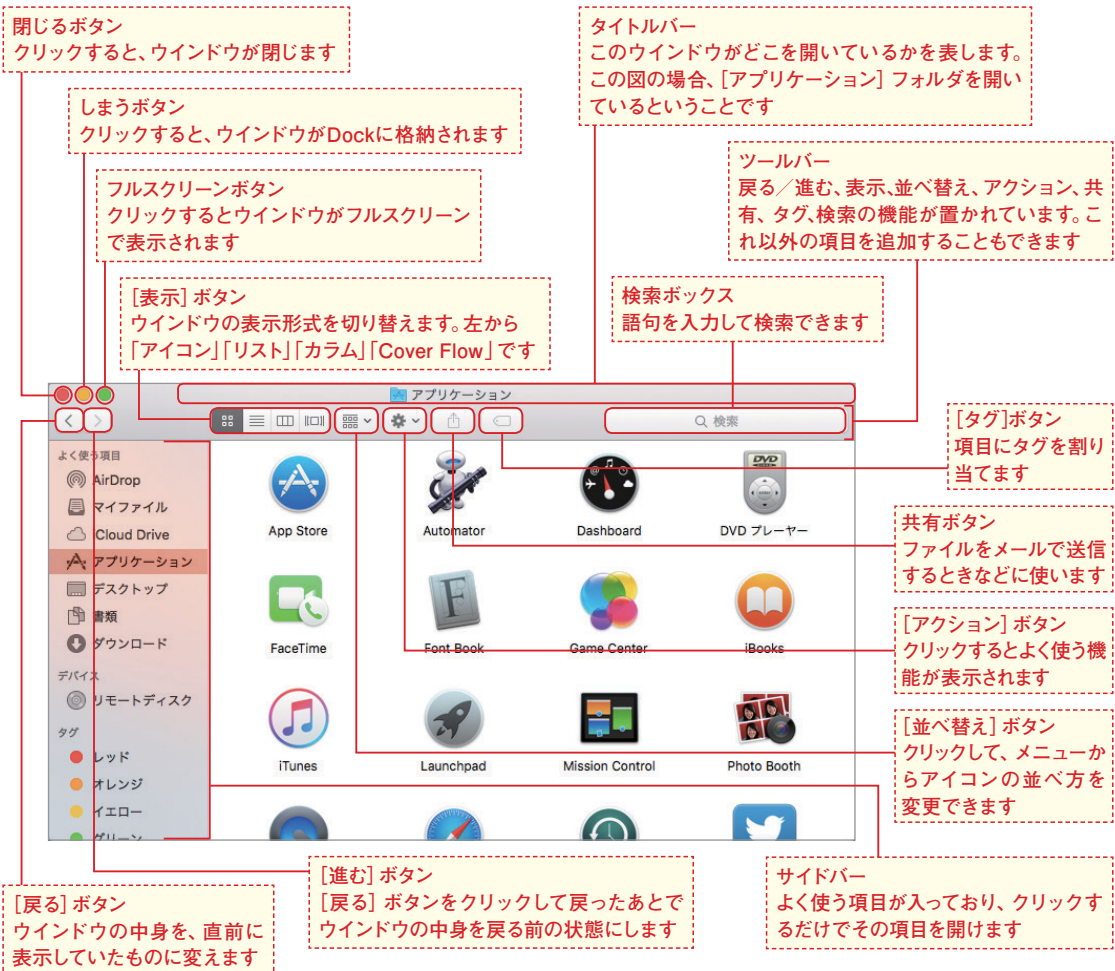 閉じるボタン
クリックすると、ウインドウが閉じます
タイトルバー
このウインドウがどこを開いているかを表します。
この図の場合、[アプリケーション] フォルダを開い
ているということです
しまうボタン
クリックすると、ウインドウがDockに格納されます
ツールバー
戻る／進む、表示、並べ替え、アクション、共
有、タグ、検索の機能が置かれています。こ
れ以外の項目を追加することもできます
フルスクリーンボタン
クリックするとウインドウがフルスクリーン
で表示されます
[表示] ボタン
ウインドウの表示形式を切り替えます。左から
「アイコン」「リスト」「カラム」「Cover Flow」です
検索ボックス
語句を入力して検索できます
アプリケーション
検索
よく使う項目
AirDrop
マイファイル
iCloud Drive
アプリケーション
デスクトップ
書類
ダウンロード
デバイス
リモートディスク
タグ
レッド
オレンジ
イエロー
グリーン
App Store
Automator
Dashboard
DVD プレーヤー
FaceTime
Font Book
Game Center
iBooks
iTunes
Launchpad
Mission Control
Photo Booth
[タグ]ボタン
項目にタグを割り
当てます
共有ボタン
ファイルをメールで送信
するときなどに使います
[アクション] ボタン
クリックするとよく使う機
能が表示されます
[並べ替え] ボタン
クリックして、メニューか
らアイコンの並べ方を
変更できます
[戻る] ボタン
ウインドウの中身を、直前に
表示していたものに変えます
[進む] ボタン
[戻る] ボタンをクリックして戻ったあとで
ウインドウの中身を戻る前の状態にします
サイドバー
よく使う項目が入っており、クリックす
るだけでその項目を開けます